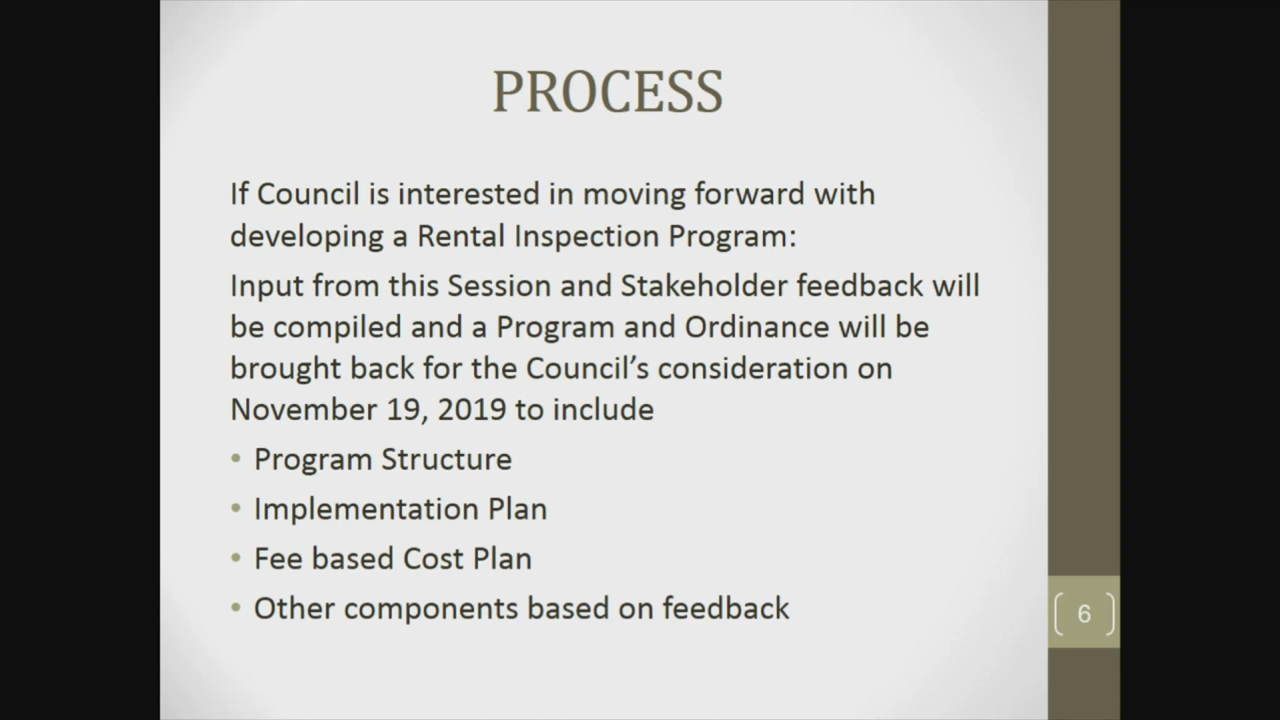 PROCESS
If Council is interested in moving forward with
developing a Rental Inspection Program:
Input from this Session and Stakeholder feedback will
be compiled and a Program and Ordinance will be
brought back for the Council’s consideration on
November 19, 2019 to include
• Program Structure
• Implementation Plan
• Fee based Cost Plan
• Other components based on feedback
6